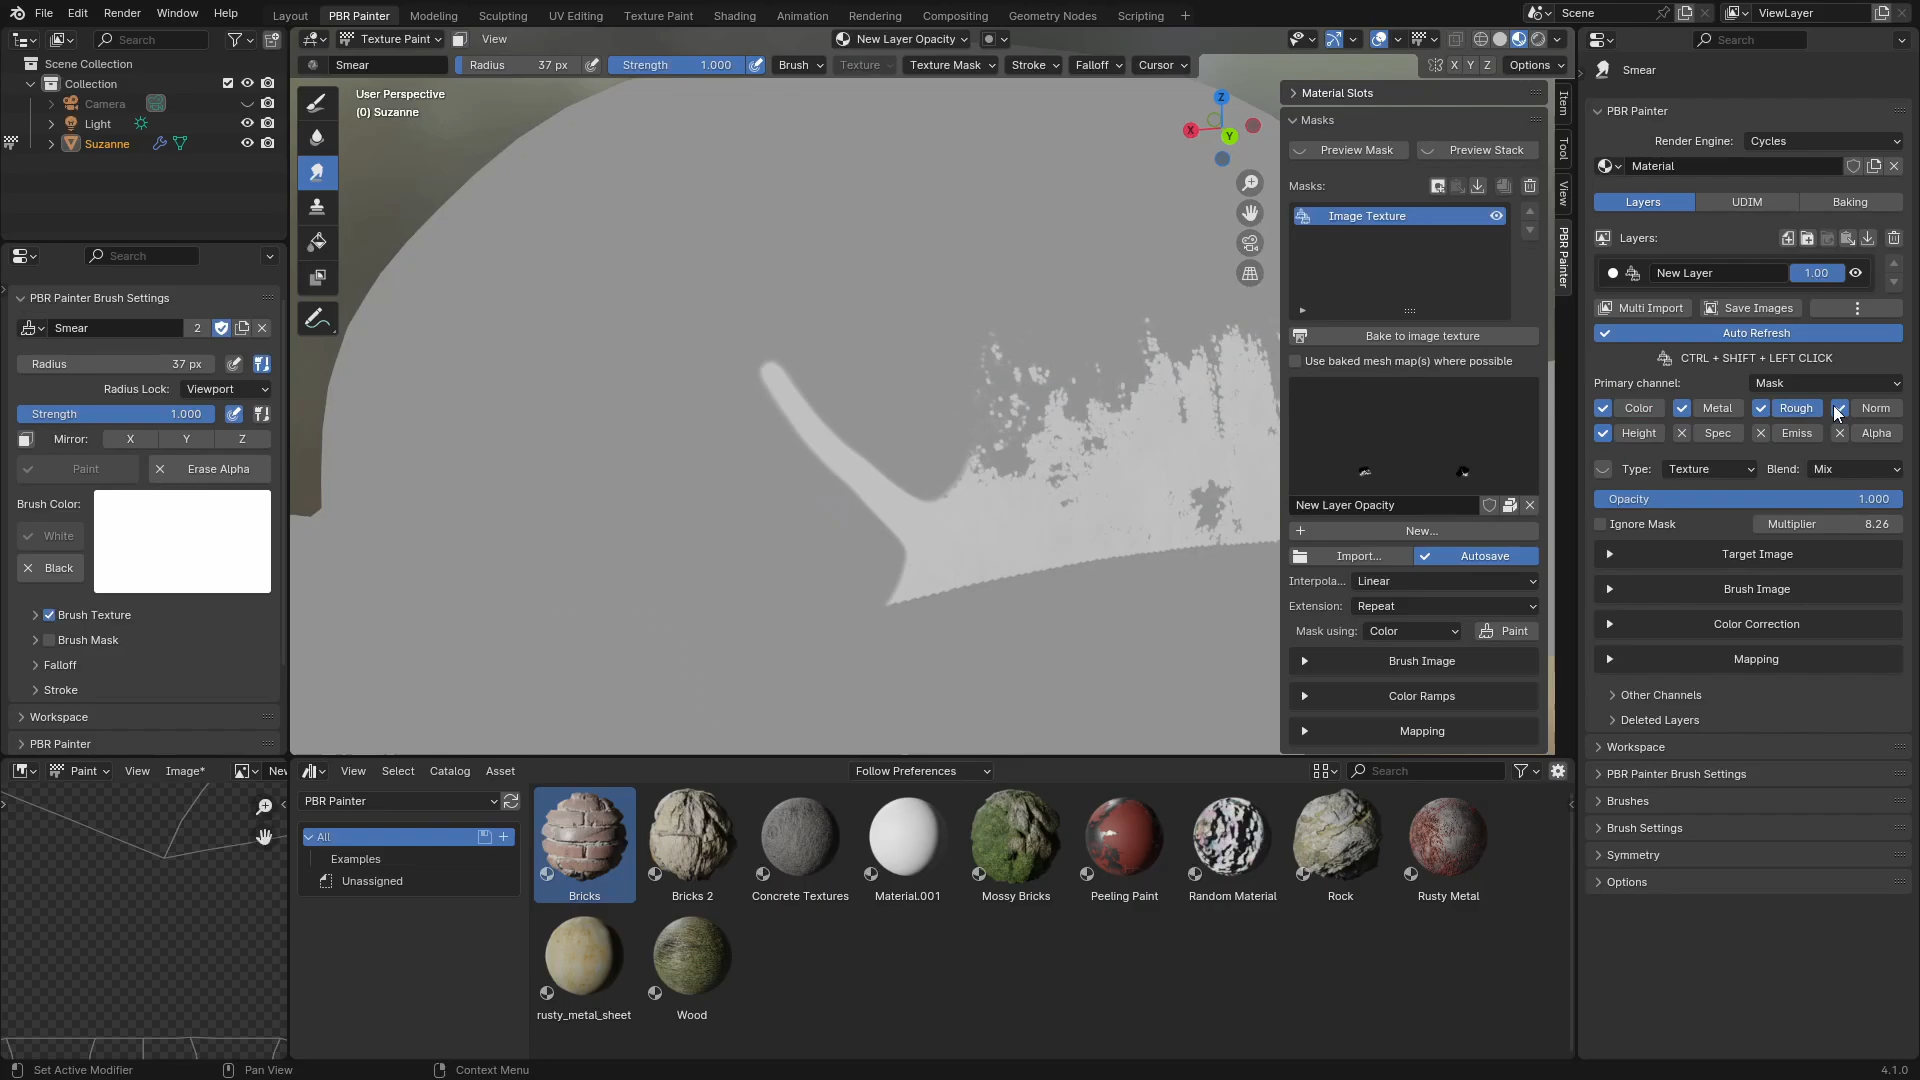 File Edit Render Window Help
Layout PBR Painter Modeling Sculpting UV Editing Texture Paint Shading Animation Rendering Compositing Geometry Nodes Scripting
Scene ViewLayer
Search
Scene Collection
Collection
Camera
Light
Suzanne
Search
PBR Painter Brush Settings
Smear 2
Radius 37 px
Radius Lock: Viewport
Strength 1.000
Mirror: X Y Z
Paint Erase Alpha
Brush Color:
White
Black
Brush Texture
Brush Mask
Falloff
Stroke
Workspace
PBR Painter
Texture Paint View New Layer Opacity
Smear Radius 37 px Strength 1.000 Brush Texture Texture Mask Stroke Falloff Cursor X Y Z Options
User Perspective
(0) Suzanne
Z
X
Y
Material Slots
Masks
Preview Mask Preview Stack
Masks:
Image Texture
Bake to image texture
Use baked mesh map(s) where possible
New Layer Opacity
New...
Import... Autosave
Interpola... Linear
Extension: Repeat
Mask using: Color Paint
Brush Image
Color Ramps
Mapping
Item
Tool
View
PBR Painter
Search
Smear
PBR Painter
Render Engine: Cycles
Material
Layers UDIM Baking
Layers:
New Layer 1.00
Multi Import Save Images
Auto Refresh
CTRL + SHIFT + LEFT CLICK
Primary channel: Mask
Color Metal Rough Norm
Height Spec Emiss Alpha
Type: Texture Blend: Mix
Opacity 1.000
Ignore Mask Multiplier 8.26
Target Image
Brush Image
Color Correction
Mapping
Other Channels
Deleted Layers
Workspace
PBR Painter Brush Settings
Brushes
Brush Settings
Symmetry
Options
Paint View Image* New
View Select Catalog Asset Follow Preferences Search
PBR Painter
All
Examples
Unassigned
Bricks Bricks 2 Concrete Textures Material.001 Mossy Bricks Peeling Paint Random Material Rock Rusty Metal
rusty_metal_sheet Wood
Set Active Modifier Pan View Context Menu 4.1.0